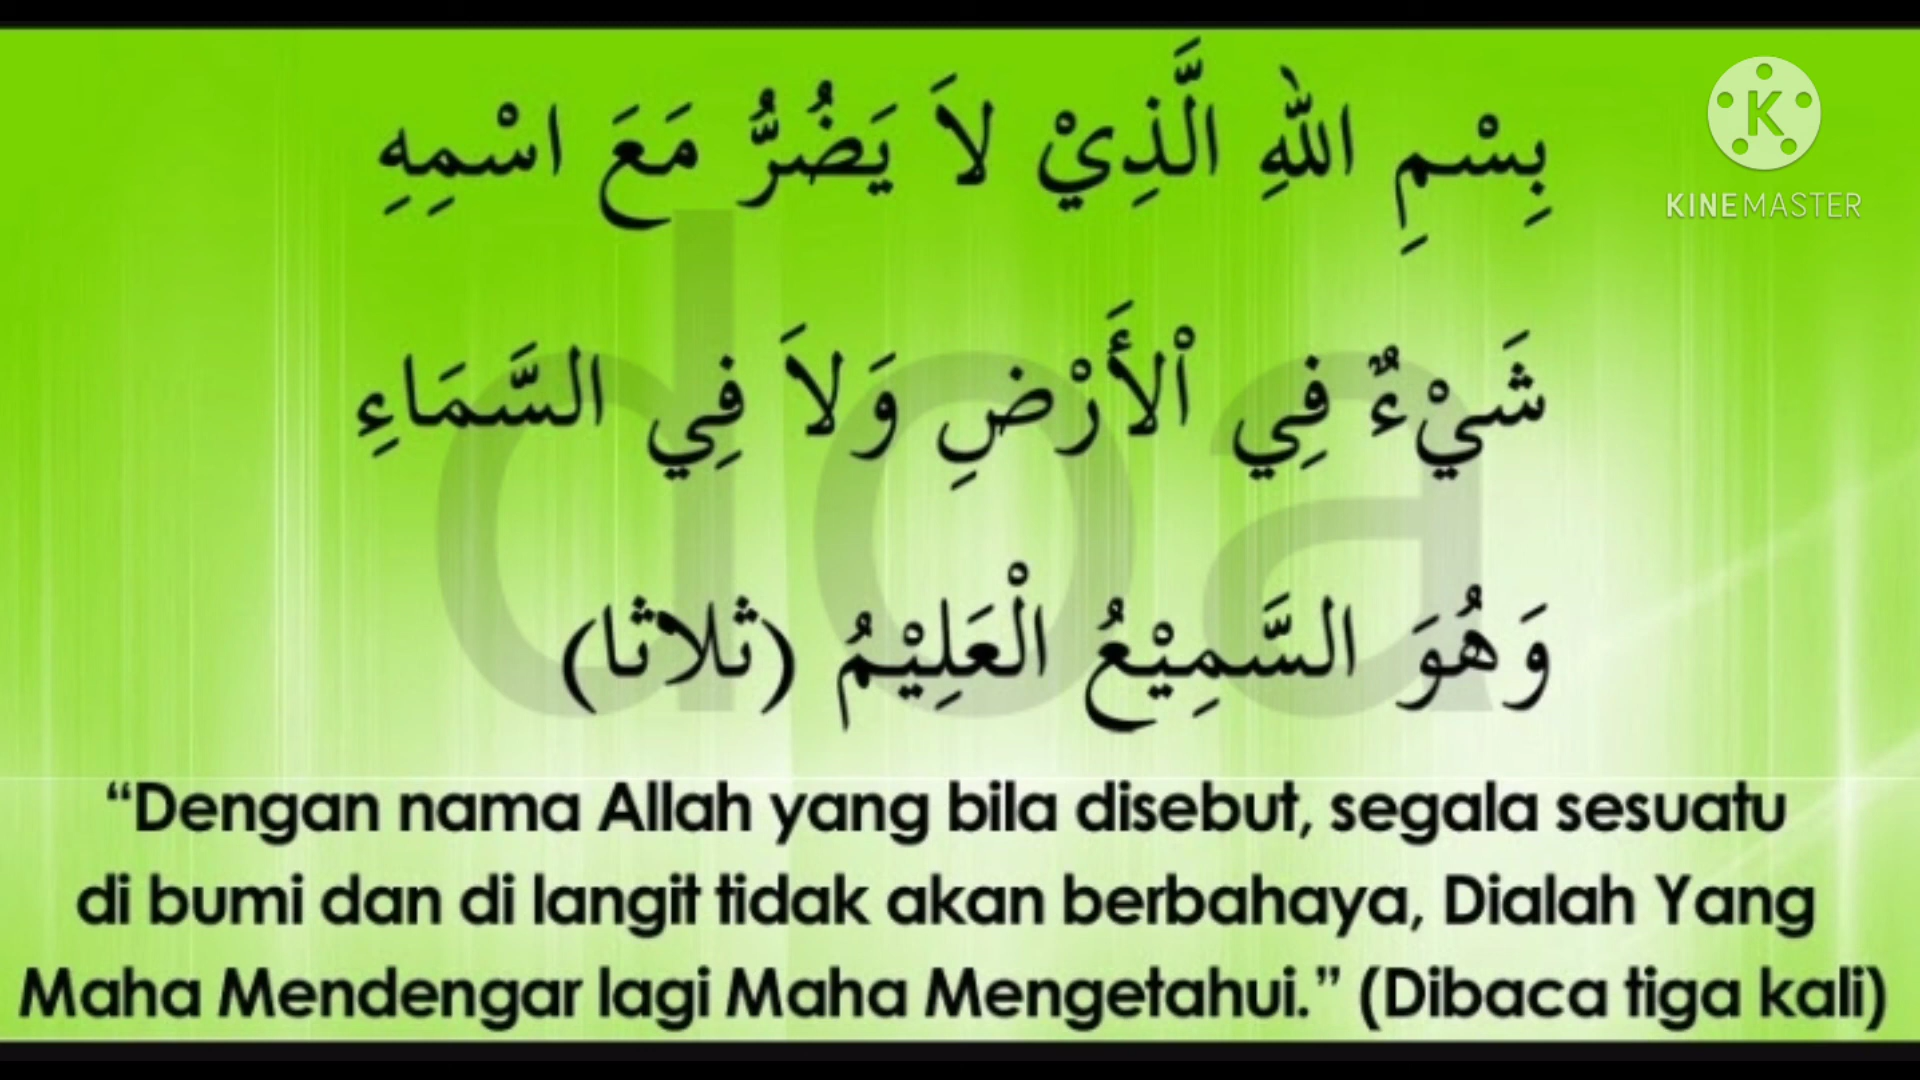 بِسْمِ اللهِ الَّذِيْ لاَ يَضُرُّ مَعَ اسْمِهِ
KINEMASTER
شَيْءٌ فِي اْلأَرْضِ وَلاَ فِي السَّمَاءِ
وَهُوَ السَّمِيْعُ الْعَلِيْمُ (ثلاثا)
doa
“Dengan nama Allah yang bila disebut, segala sesuatu
di bumi dan di langit tidak akan berbahaya, Dialah Yang
Maha Mendengar lagi Maha Mengetahui.” (Dibaca tiga kali)